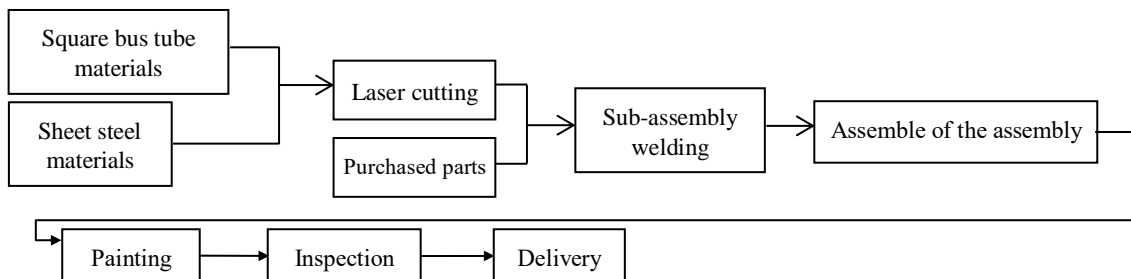 Square bus tube
materials
Sheet steel
materials
Laser cutting
Purchased parts
Sub-assembly
welding
Assemble of the assembly
Painting
Inspection
Delivery